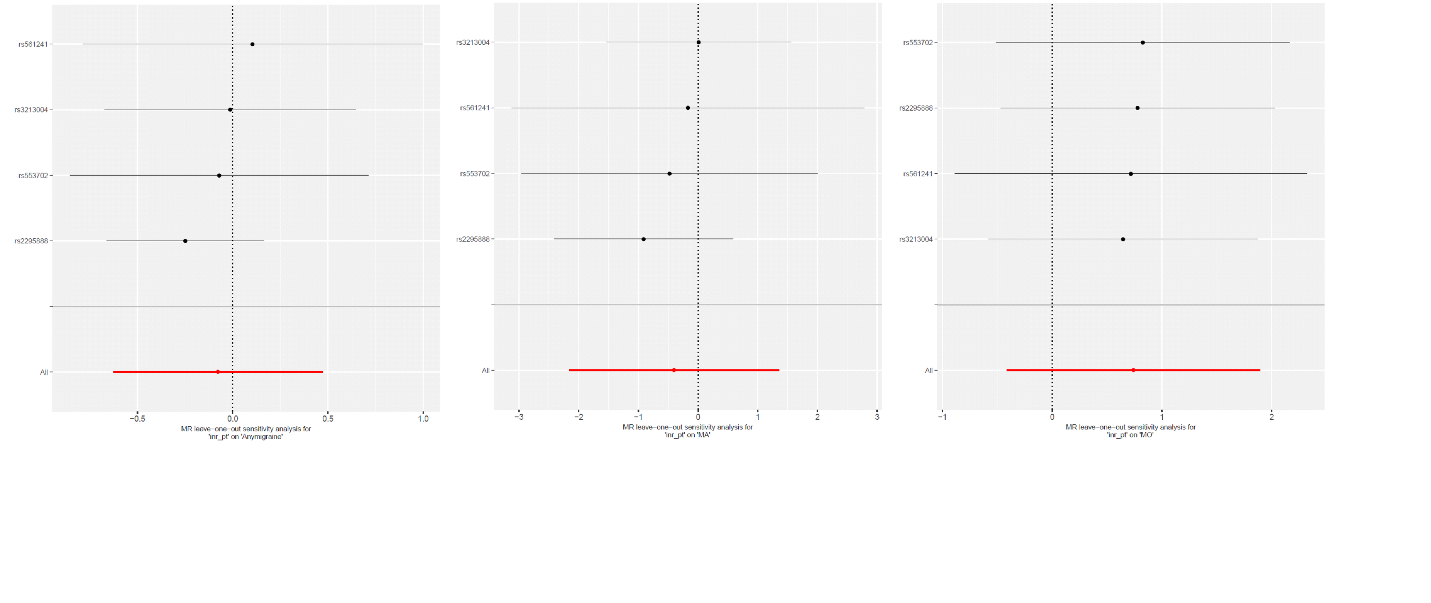 rs561241
rs3213004
rs553702
rs2295888
All
−0.5 0.0 0.5 1.0
MR leave−one−out sensitivity analysis for
'inr_pt' on 'Anymigraine'
rs3213004
rs561241
rs553702
rs2295888
All
−3 −2 −1 0 1 2 3
MR leave−one−out sensitivity analysis for
'inr_pt' on 'MA'
rs553702
rs2295888
rs561241
rs3213004
All
−1 0 1 2
MR leave−one−out sensitivity analysis for
'inr_pt' on 'MO'